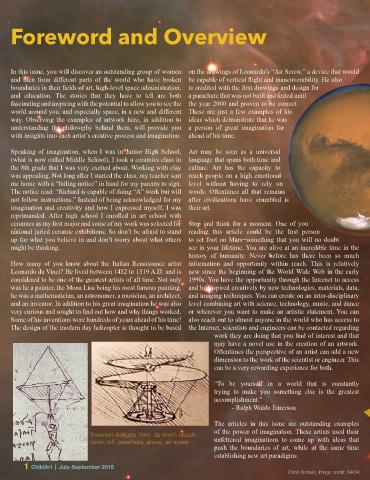 Foreword and Overview
In this issue, you will discover an outstanding group of women
and men from different parts of the world who have broken
boundaries in their fields of art, high-level space administration,
and education. The stories that they have to tell are both
fascinating and inspiring with the potential to allow you to see the
world around you, and especially space, in a new and different
way. Observing the examples of artwork here, in addition to
understanding the philosophy behind them, will provide you
with insights into each artist's creative process and imagination.
Speaking of imagination, when I was in Junior High School,
(what is now called Middle School), I took a ceramics class in
the 8th grade that I was very excited about. Working with clay
was appealing. Not long after I started the class, my teacher sent
me home with a "failing notice" in hand for my parents to sign.
The notice read: "Richard is capable of doing "A" work but will
not follow instructions." Instead of being acknowledged for my
imagination and creativity and how I expressed myself, I was
reprimanded. After high school I enrolled in art school with
ceramics as my first major and some of my work was selected for
national juried ceramic exhibitions. So don't be afraid to stand
up for what you believe in and don't worry about what others
might be thinking.
How many of you know about the Italian Renaissance artist
Leonardo da Vinci? He lived between 1452 to 1519 A.D. and is
considered to be one of the greatest artists of all time. Not only
was he a painter, the Mona Lisa being his most famous painting,
he was a mathematician, an astronomer, a musician, an architect,
and an inventor. In addition to his great imagination he was also
very curious and sought to find out how and why things worked.
Some of his inventions were hundreds of years ahead of his time!
The design of the modern day helicopter is thought to be based
on the drawings of Leonardo's "Air Screw," a device that would
be capable of vertical flight and maneuverability. He also
is credited with the first drawings and design for
a parachute that was not built and tested until
the year 2000 and proven to be correct.
These are just a few examples of his
ideas which demonstrate that he was
a person of great imagination far
ahead of his time.
Art may be seen as a universal
language that spans both time and
culture. Art has the capacity to
reach people on a high emotional
level without having to rely on
words. Oftentimes all that remains
after civilizations have crumbled is
their art.
Stop and think for a moment. One of you
reading this article could be the first person
to set foot on Mars–something that you will no doubt
see in your lifetime. You are alive at an incredible time in the
history of humanity. Never before has there been so much
information and opportunity within reach. This is relatively
new since the beginning of the World Wide Web in the early
1990s. You have the opportunity through the Internet to access
and be inspired creatively by new technologies, materials, data,
and imaging techniques. You can create on an inter-disciplinary
level combining art with science, technology, music, and dance
or wherever you want to make an artistic statement. You can
also reach out to almost anyone in the world who has access to
the Internet; scientists and engineers can be contacted regarding
work they are doing that you find of interest and that
may have a novel use in the creation of an artwork.
Oftentimes the perspective of an artist can add a new
dimension to the work of the scientist or engineer. This
can be a very rewarding experience for both.
"To be yourself in a world that is constantly
trying to make you something else is the greatest
accomplishment."
- Ralph Waldo Emerson
The articles in this issue are outstanding examples
of the power of imagination. These artists used their
unfettered imaginations to come up with ideas that
push the boundaries of art, while at the same time
establishing new art paradigms.
Invention designs from da Vinci's sketch-
book: left, parachute; above, air screw
1 ChildArt | July-September 2016
Orion Nebula, image credit: NASA